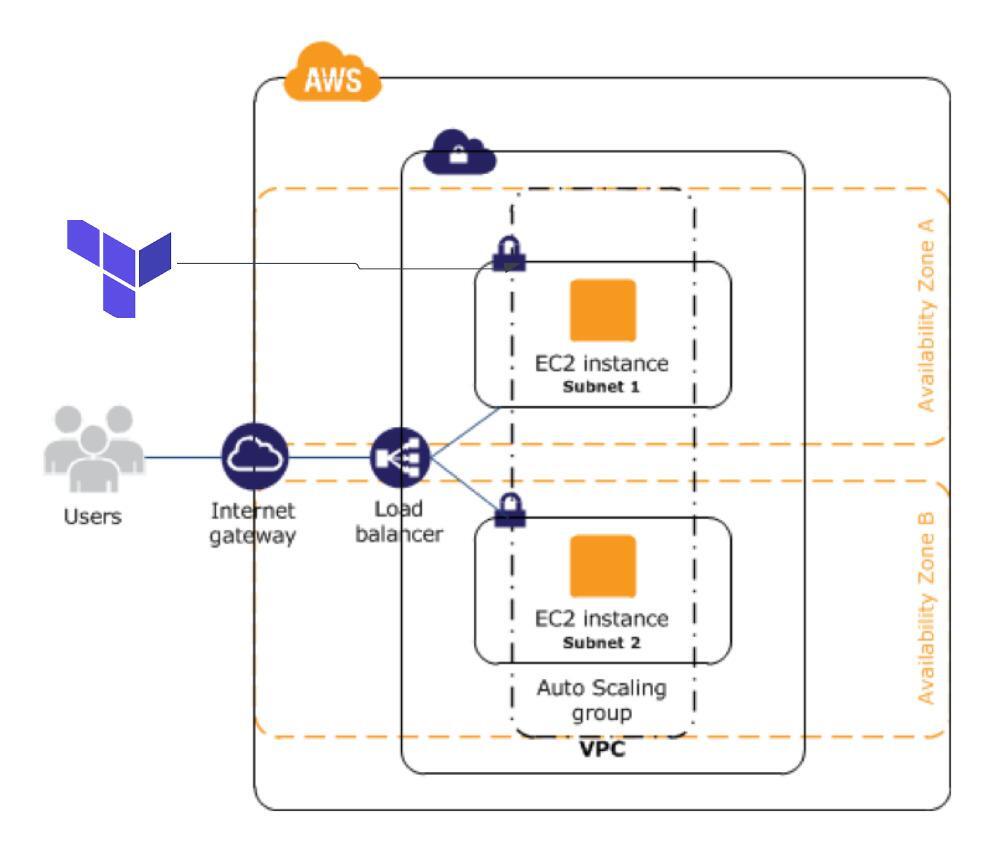 AWS
Availability Zone A
EC2 instance
Subnet 1
Users
Internet
gateway
Load
balancer
Availability Zone B
EC2 instance
Subnet 2
Auto Scaling
group
VPC